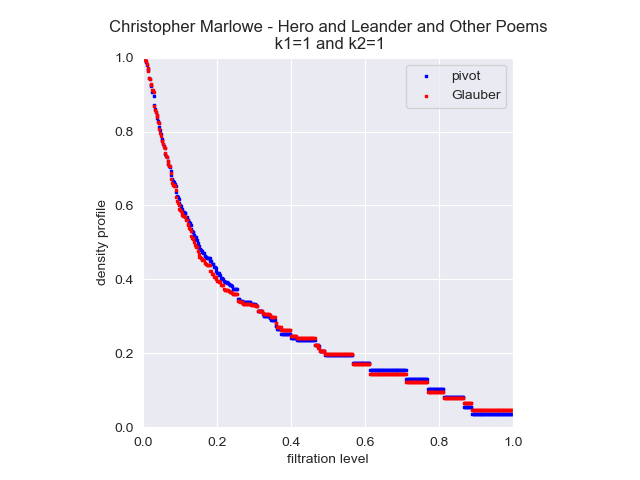 Christopher Marlowe - Hero and Leander and Other Poems
k1=1 and k2=1
1.0
pivot
Glauber
0.8
0.6
density profile
0.4
0.2
0.0
0.0 0.2 0.4 0.6 0.8 1.0
filtration level